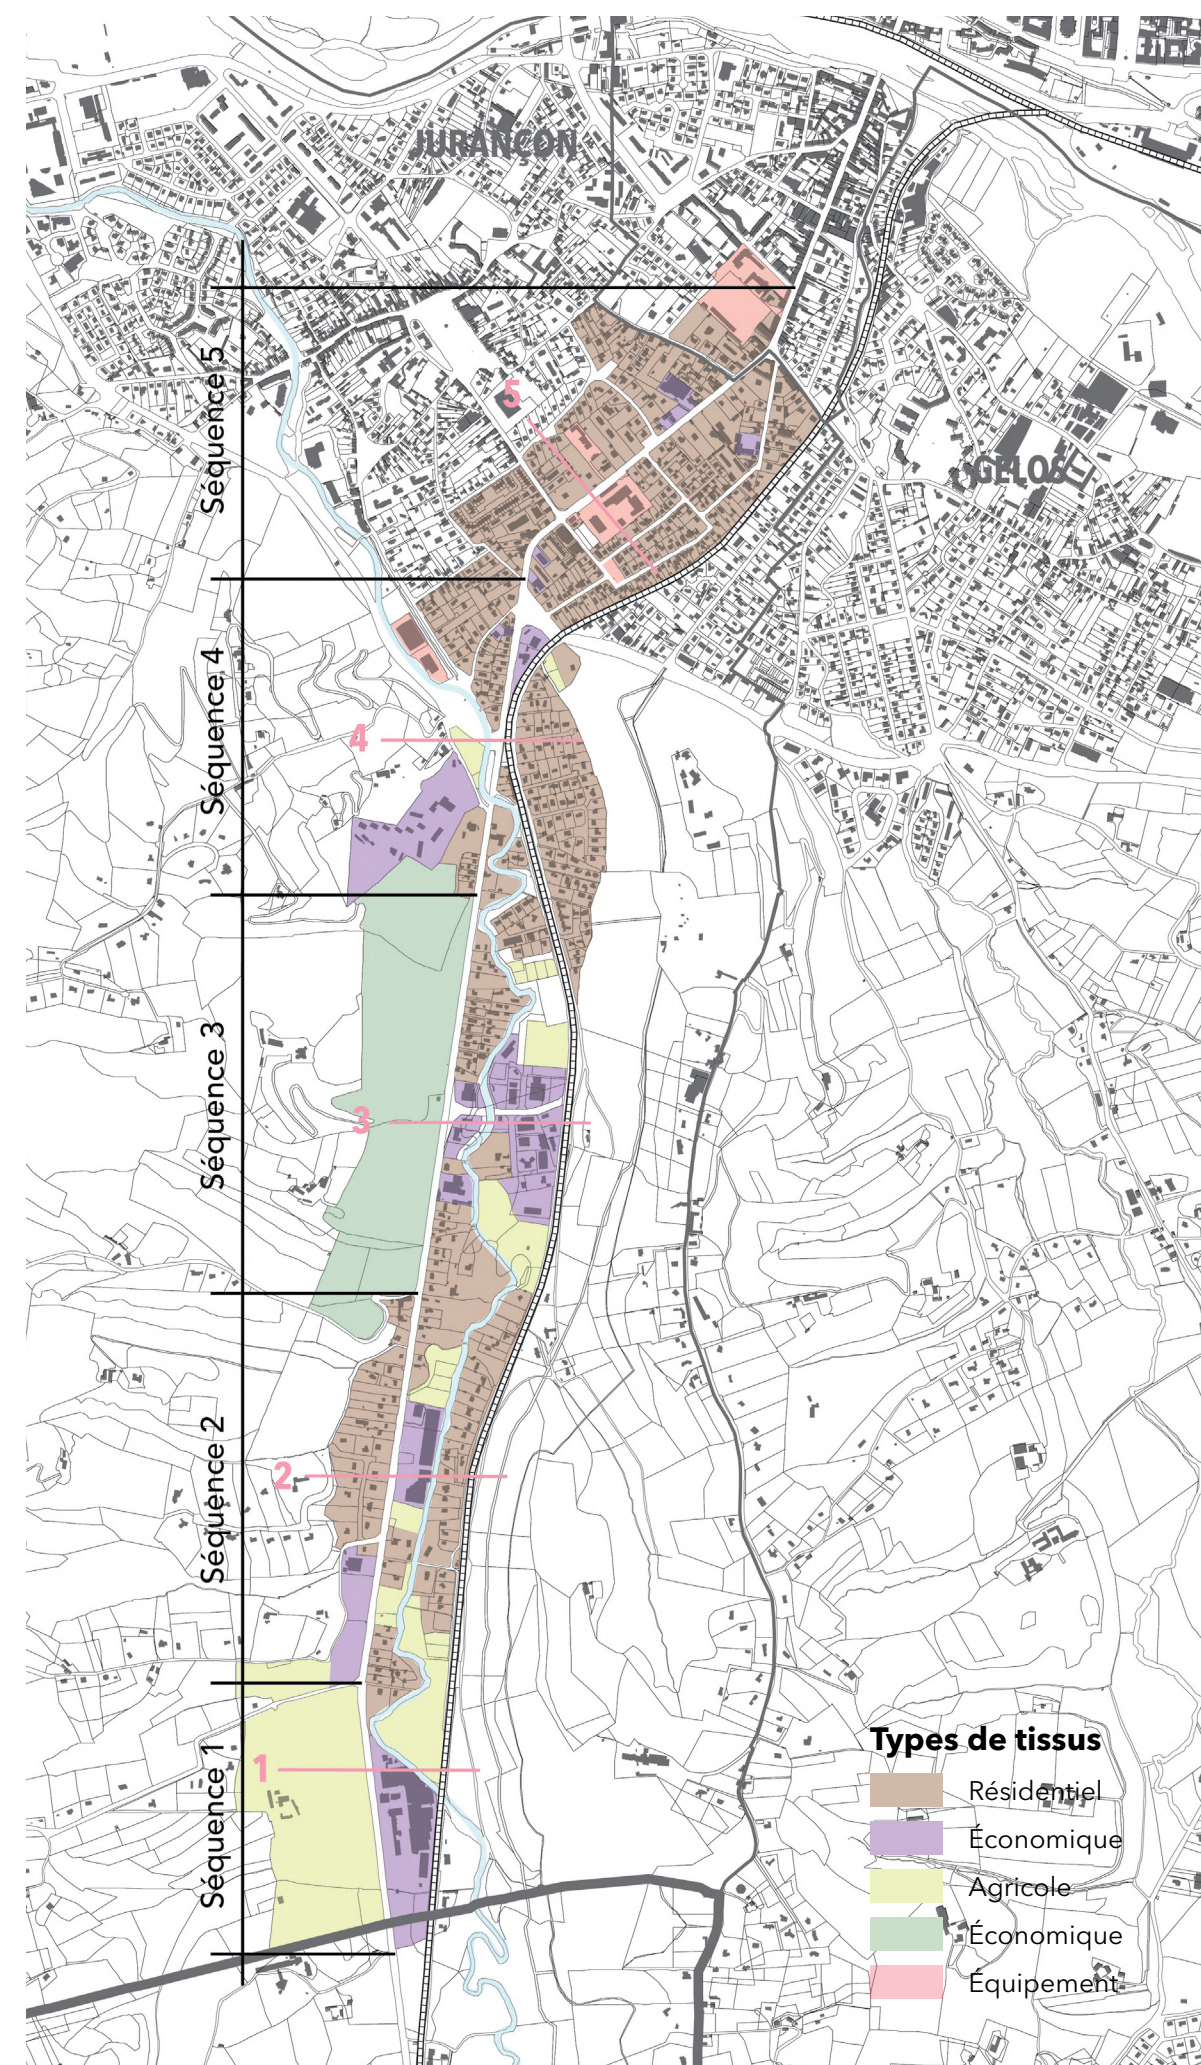 JURANÇON
Séquence 5
5
GELOS
Séquence 4
4
Séquence 3
3
Séquence 2
2
Séquence 1
1
Types de tissus
Résidentiel
Économique
Agricole
Économique
Équipement